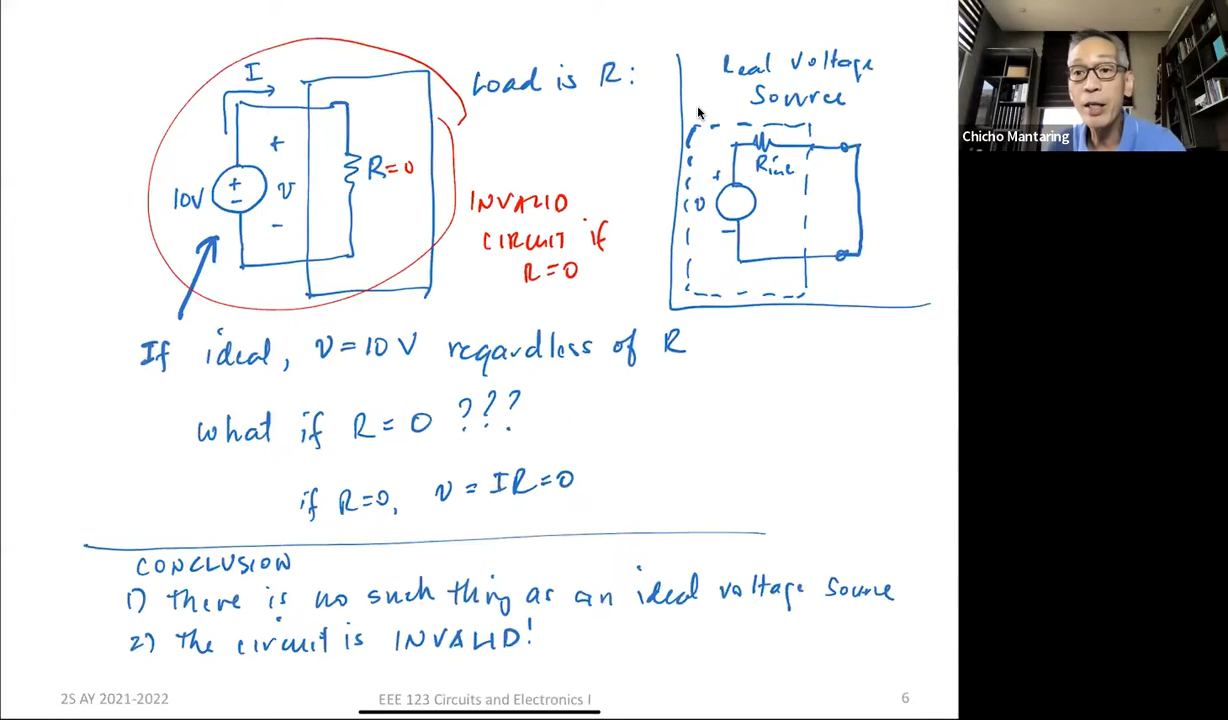 I
10V
+
-
+
v
-
R=0
Load is R:
INVALID
CIRCUIT if
R=0
Real Voltage
Source
Rint
+
v
-
If ideal, v=10V regardless of R
What if R=0 ???
if R=0, v = IR=0
CONCLUSION
1) there is no such thing as an ideal voltage source
2) The circuit is INVALID!
2S AY 2021-2022
EEE 123 Circuits and Electronics I
6
Chicho Mantaring